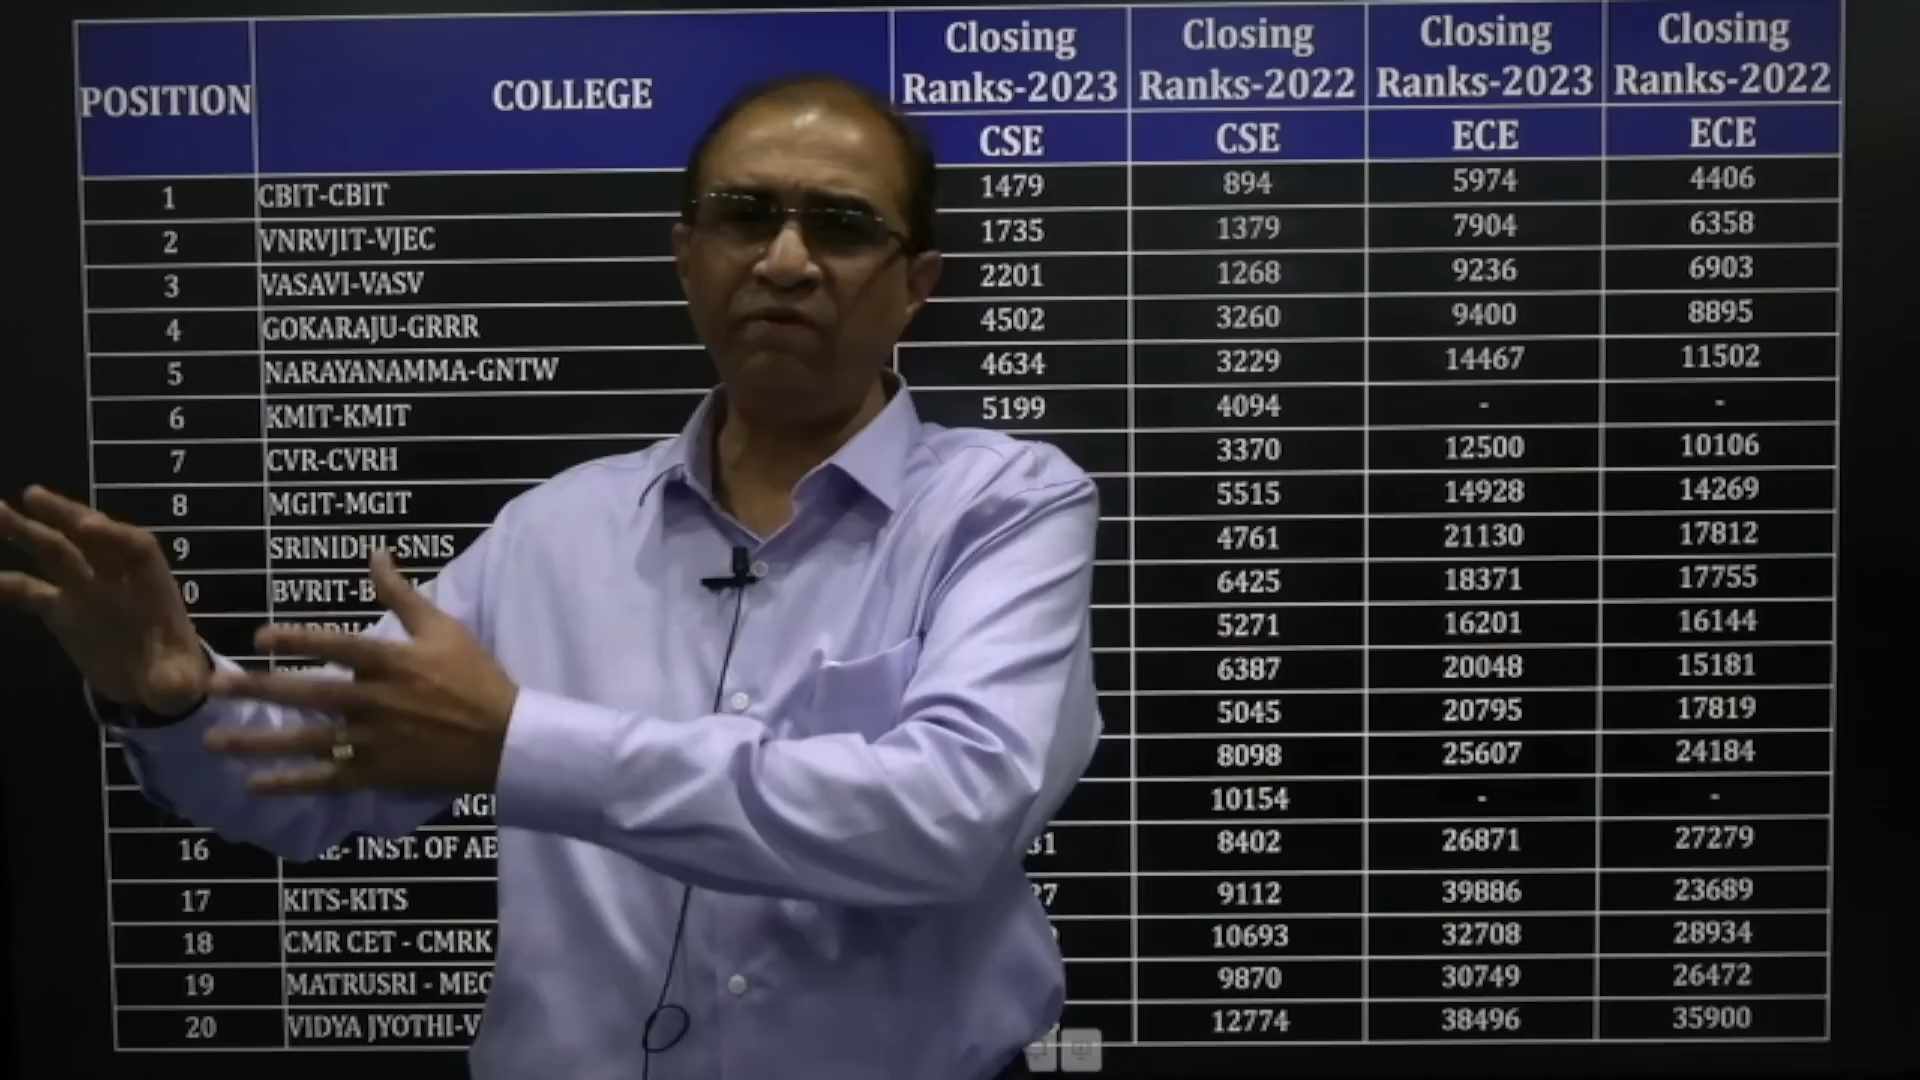 POSITION COLLEGE Closing Ranks-2023 Closing Ranks-2022 Closing Ranks-2023 Closing Ranks-2022
CSE CSE ECE ECE
1 CBIT-CBIT 1479 894 5974 4406
2 VNRVJIT-VJEC 1735 1379 7904 6358
3 VASAVI-VASV 2201 1268 9236 6903
4 GOKARAJU-GRRR 4502 3260 9400 8895
5 NARAYANAMMA-GNTW 4634 3229 14467 11502
6 KMIT-KMIT 5199 4094 - -
7 CVR-CVRH 3370 12500 10106
8 MGIT-MGIT 5515 14928 14269
9 SRINIDHI-SNIS 4761 21130 17812
BVRIT- 6425 18371 17755
5271 16201 16144
6387 20048 15181
5045 20795 17819
8098 25607 24184
10154 - -
16 INST. OF 8402 26871 27279
17 KITS-KITS 9112 39886 23689
18 CMR CET - CMRK 10693 32708 28934
19 MATRUSRI - 9870 30749 26472
20 VIDYA JYOTHI- 12774 38496 35900